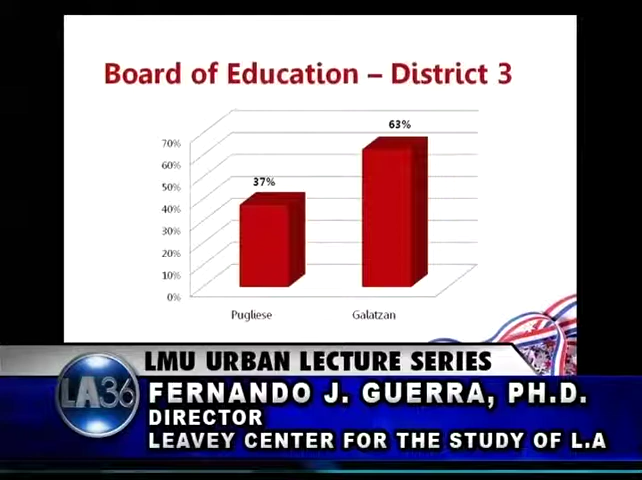 Board of Education – District 3
63%
70%
60%
37%
50%
40%
30%
20%
10%
0%
Pugliese
Galatzan
LMU URBAN LECTURE SERIES
LA36
FERNANDO J. GUERRA, PH.D.
DIRECTOR
LEAVEY CENTER FOR THE STUDY OF L.A